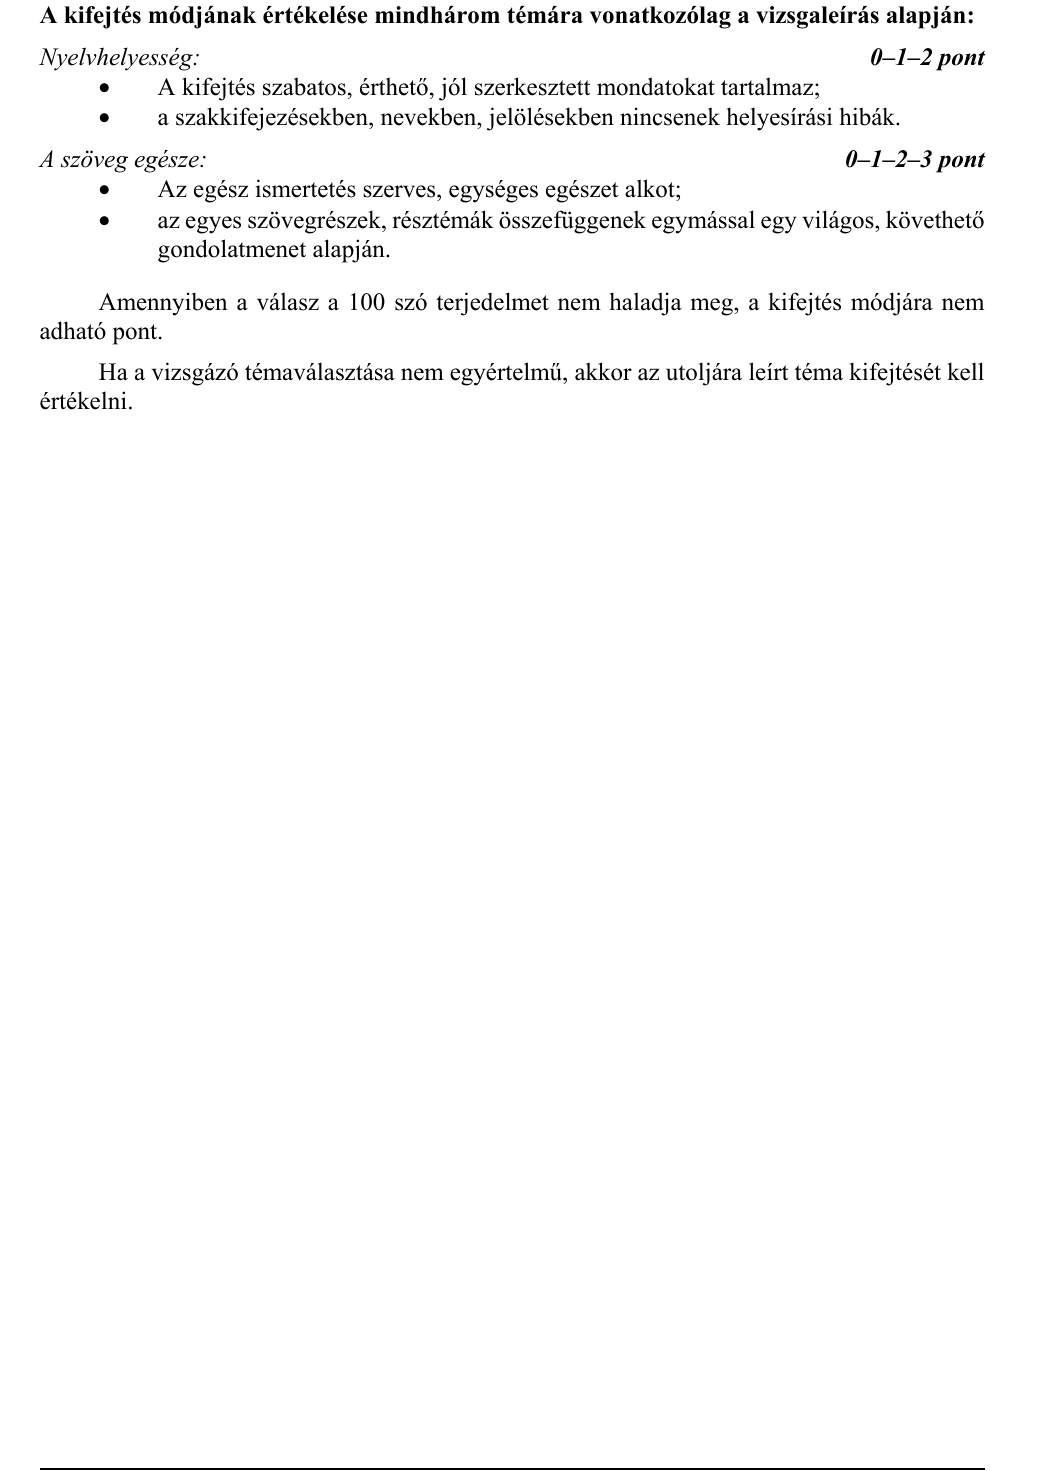 A kifejtés módjának értékelése mindhárom témára vonatkozólag a vizsgaleírás alapján:
Nyelvhelyesség: 0–1–2 pont
• A kifejtés szabatos, érthető, jól szerkesztett mondatokat tartalmaz;
• a szakkifejezésekben, nevekben, jelölésekben nincsenek helyesírási hibák.
A szöveg egésze: 0–1–2–3 pont
• Az egész ismertetés szerves, egységes egészet alkot;
• az egyes szövegrészek, résztémák összefüggenek egymással egy világos, követhető
gondolatmenet alapján.
Amennyiben a válasz a 100 szó terjedelmet nem haladja meg, a kifejtés módjára nem
adható pont.
Ha a vizsgázó témaválasztása nem egyértelmű, akkor az utoljára leírt téma kifejtését kell
értékelni.